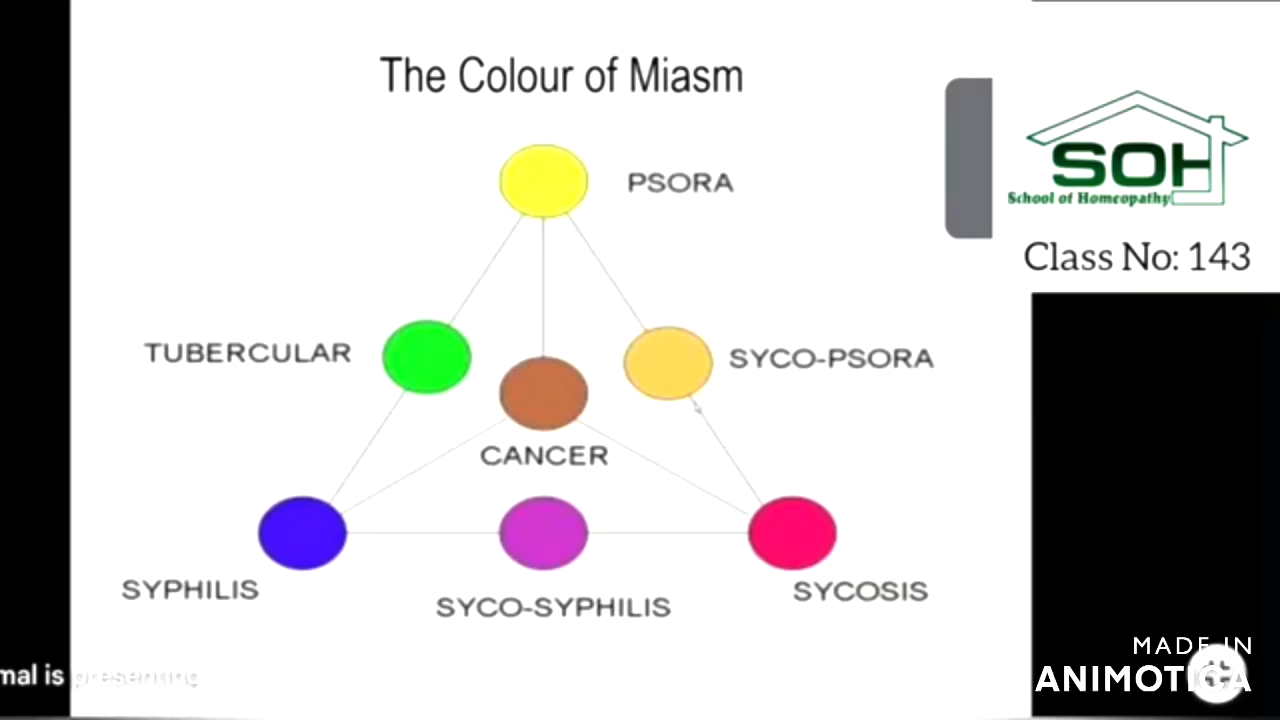 The Colour of Miasm
PSORA
SOH
School of Homeopathy
Class No: 143
TUBERCULAR
SYCO-PSORA
CANCER
SYPHILIS
SYCO-SYPHILIS
SYCOSIS
mal is presenting
MADE IN
ANIMOTICA